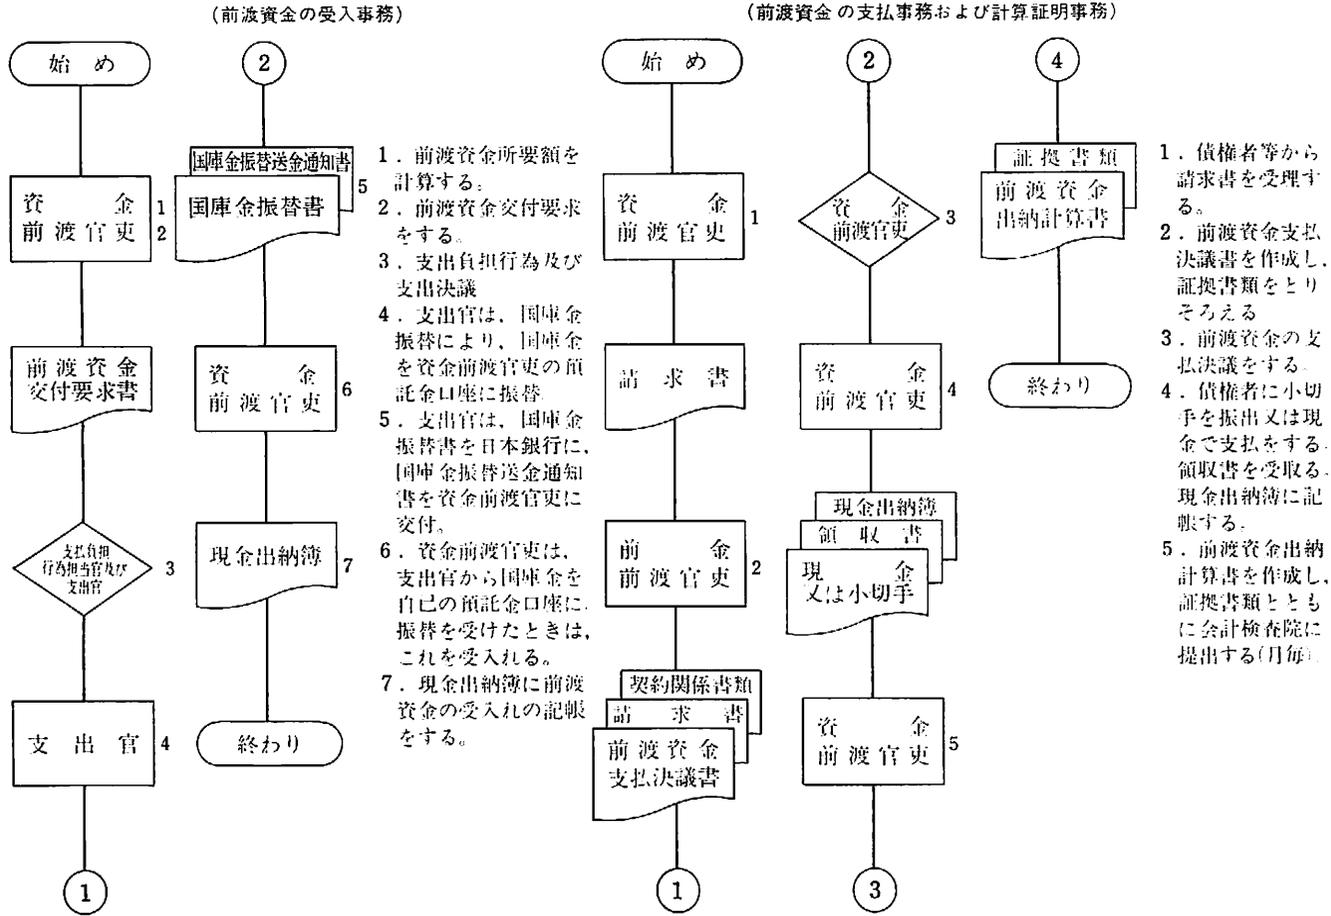 (前渡資金の受入事務)
始め
資金
前渡官吏
1
2
前渡資金
交付要求書
支払負担
行為担当官及び
支出官
3
支出官
4
1
2
国庫金振替送金通知書
国庫金振替書
5
資金
前渡官吏
6
現金出納簿
7
終わり
1．前渡資金所要額を
計算する。
2．前渡資金交付要求
をする。
3．支出負担行為及び
支出決議
4．支出官は，国庫金
振替により，国庫金
を資金前渡官吏の預
託金口座に振替
5．支出官は，国庫金
振替書を日本銀行に，
国庫金振替送金通知
書を資金前渡官吏に
交付。
6．資金前渡官吏は，
支出官から国庫金を
自己の預託金口座に，
振替を受けたときは，
これを受入れる。
7．現金出納簿に前渡
資金の受入れの記帳
をする。
(前渡資金の支払事務および計算証明事務)
始め
資金
前渡官吏
1
請求書
前金
前渡官吏
2
契約関係書類
請求書
前渡資金
支払決議書
1
2
資金
前渡官吏
3
資金
前渡官吏
4
現金出納簿
領収書
現金
又は小切手
資金
前渡官吏
5
3
4
証拠書類
前渡資金
出納計算書
終わり
1．債権者等から
請求書を受理す
る。
2．前渡資金支払
決議書を作成し，
証拠書類をとり
そろえる
3．前渡資金の支
払決議をする。
4．債権者に小切
手を振出又は現
金で支払をする。
領収書を受取る。
現金出納簿に記
帳する。
5．前渡資金出納
計算書を作成し，
証拠書類ととも
に会計検査院に
提出する(月毎)。